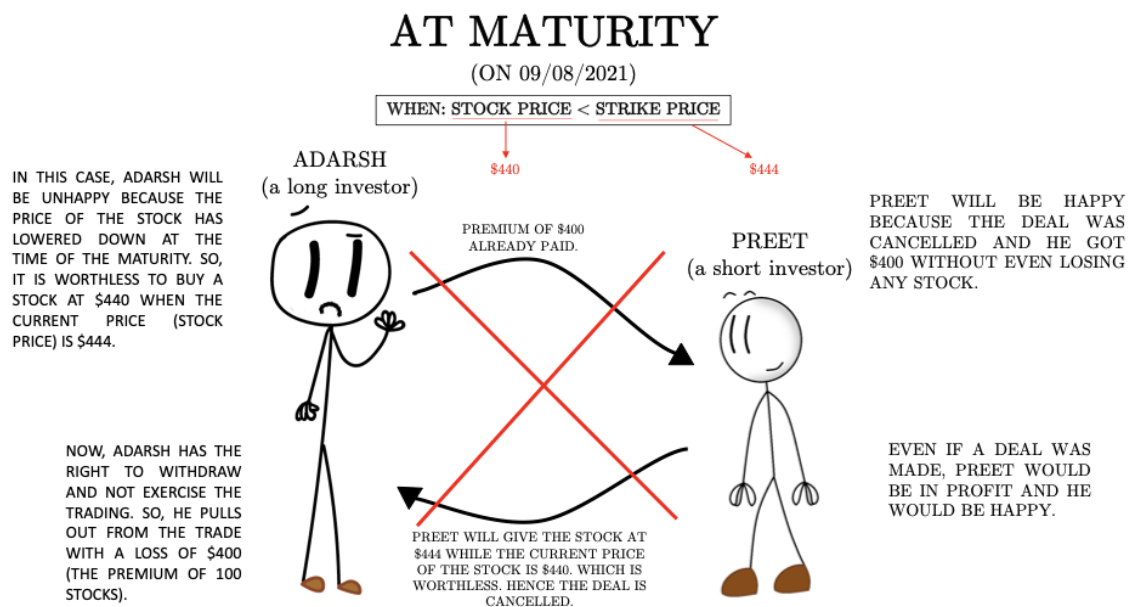 AT MATURITY
(ON 09/08/2021)
WHEN: STOCK PRICE < STRIKE PRICE
$440
$444
ADARSH
(a long investor)
IN THIS CASE, ADARSH WILL
BE UNHAPPY BECAUSE THE
PRICE OF THE STOCK HAS
LOWERED DOWN AT THE
TIME OF THE MATURITY. SO,
IT IS WORTHLESS TO BUY A
STOCK AT $440 WHEN THE
CURRENT PRICE (STOCK
PRICE) IS $444.
PREMIUM OF $400
ALREADY PAID.
PREET
(a short investor)
PREET WILL BE HAPPY
BECAUSE THE DEAL WAS
CANCELLED AND HE GOT
$400 WITHOUT EVEN LOSING
ANY STOCK.
NOW, ADARSH HAS THE
RIGHT TO WITHDRAW
AND NOT EXERCISE THE
TRADING. SO, HE PULLS
OUT FROM THE TRADE
WITH A LOSS OF $400
(THE PREMIUM OF 100
STOCKS).
PREET WILL GIVE THE STOCK AT
$444 WHILE THE CURRENT PRICE
OF THE STOCK IS $440. WHICH IS
WORTHLESS. HENCE THE DEAL IS
CANCELLED.
EVEN IF A DEAL WAS
MADE, PREET WOULD
BE IN PROFIT AND HE
WOULD BE HAPPY.